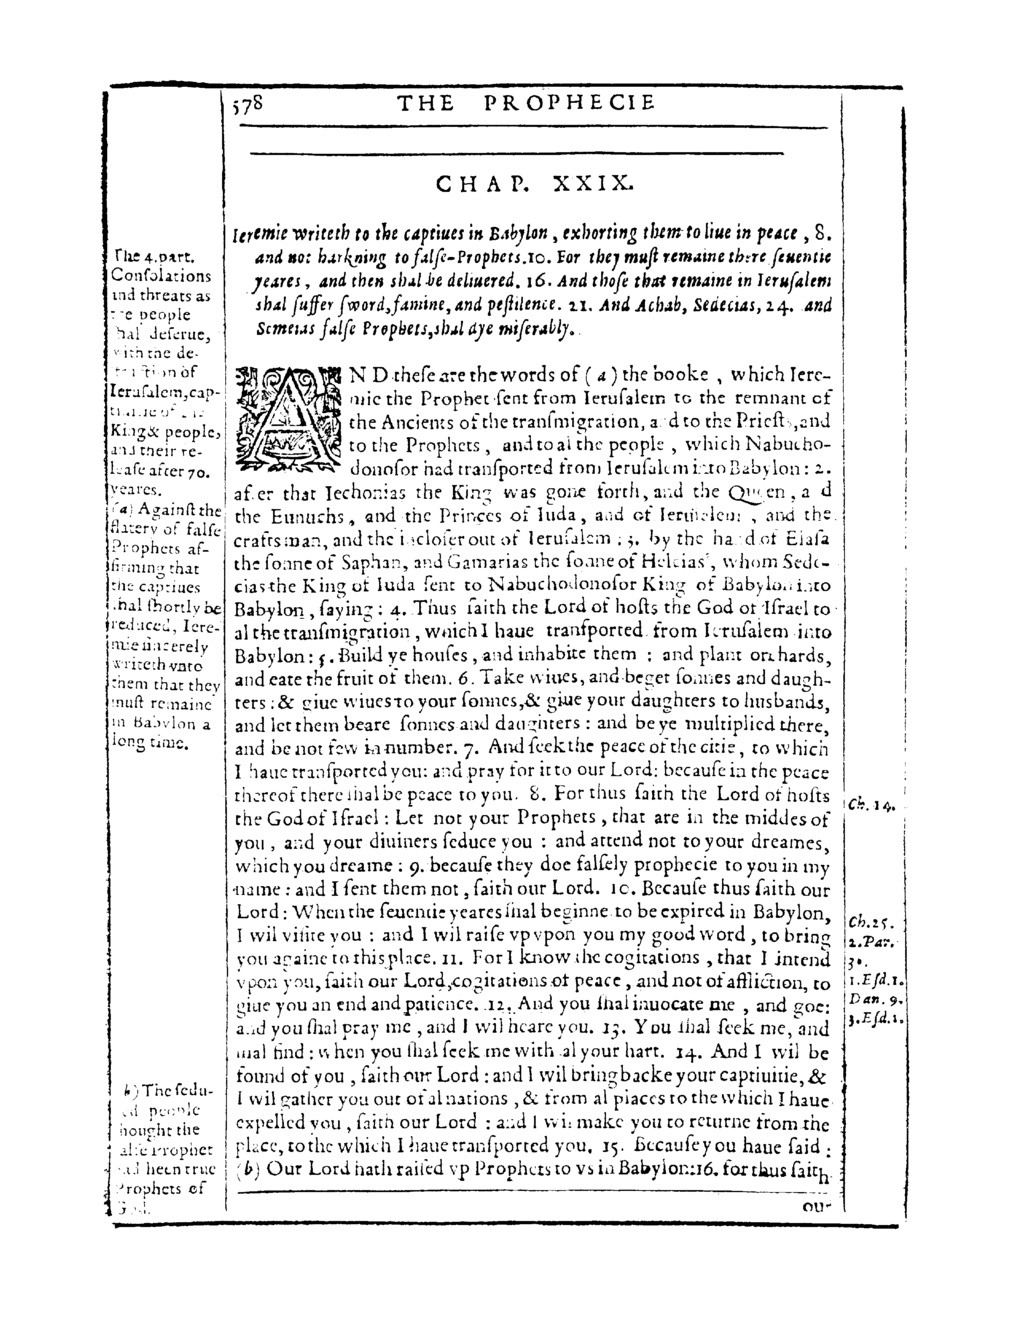 578 THE PROPHECIE
CHAP. XXIX.
Ieremie writeth to the captiues in Babylon, exhorting them to liue in peace, 8.
and not harkning to false-Prophets. 10. For they must remaine there seuentie
yeares, and then shal be deliuered. 16. And those that remaine in Ierusalem
shal suffer sword, famine, and pestilence. 21. And Achab, Sedecias, 24. and
Semeias false Prophets, shal dye miserably.
AND these are the words of (a) the booke, which Iere-
mie the Prophet sent from Ierusalem to the remnant of
the Ancients of the transmigration, and to the Priests, and
to the Prophets, and to al the people, which Nabucho-
donosor had transported from Ierusalem into Babylon: 2.
after that Iechonias the King was gone forth, and the Queen, and
the Eunuchs, and the Princes of Iuda, and of Ierusalem, and the
craftsman, and the incloser out of Ierusalem: 3. by the hand of Elasa
the sonne of Saphan, and Gamarias the sonne of Helcias, whom Sede-
cias the King of Iuda sent to Nabuchodonosor King of Babylon into
Babylon, saying: 4. Thus saith the Lord of hosts the God of Israel to
al the transmigration, which I haue transported from Ierusalem into
Babylon: 5. Build ye houses, and inhabite them: and plant orchards,
and eate the fruit of them. 6. Take wiues, and beget sonnes and daugh-
ters: & giue wiues to your sonnes, & giue your daughters to husbands,
and let them beare sonnes and daughters: and be ye multiplied there,
and be not few in number. 7. And seek the peace of the citie, to which
I haue transported you: and pray for it to our Lord: because in the peace
thereof there shal be peace to you. 8. For thus saith the Lord of hosts
the God of Israel: Let not your Prophets, that are in the middes of
you, and your diuiners seduce you: and attend not to your dreames,
which you dreame: 9. because they doe falsely prophecie to you in my
name: and I sent them not, saith our Lord. 10. Because thus saith our
Lord: When the seuentie yeares shal beginne to be expired in Babylon,
I wil visite you: and I wil raise vp vpon you my good word, to bring
you againe to this place. 11. For I know the cogitations, that I intend
vpon you, saith our Lord, cogitations of peace, and not of affliction, to
giue you an end and patience. 12. And you shal inuocate me, and goe:
and you shal pray me, and I wil heare you. 13. You shal seek me, and
shal find: when you shal seek me with al your hart. 14. And I wil be
found of you, saith our Lord: and I wil bring backe your captiuitie, &
I wil gather you out of al nations, & from al places to the which I haue
expelled you, saith our Lord: and I wil make you to returne from the
place, to the which I haue transported you. 15. Because you haue said:
(b) Our Lord hath raised vp Prophets to vs in Babylon: 16. for thus saith
our
The 4. part.
Consolations
and threats as
the people
shal deserue,
with the de-
struction of
Ierusalem, cap-
King & people,
and their re-
lease after 70.
yeares.
(a) Against the
flatery of false
Prophets af-
firming that
the captiues
shal shortly be
reduced, Iere-
mie sincerely
writeth vnto
them that they
must remaine
in Babylon a
long time.
b) The sedu-
ced people
thought the
false Prophet
had been true
Prophets of
God.
Ch. 14.
Ch. 25.
2. Par.
3°.
1. Esd. 1.
Dan. 9.
3. Esd. 1.